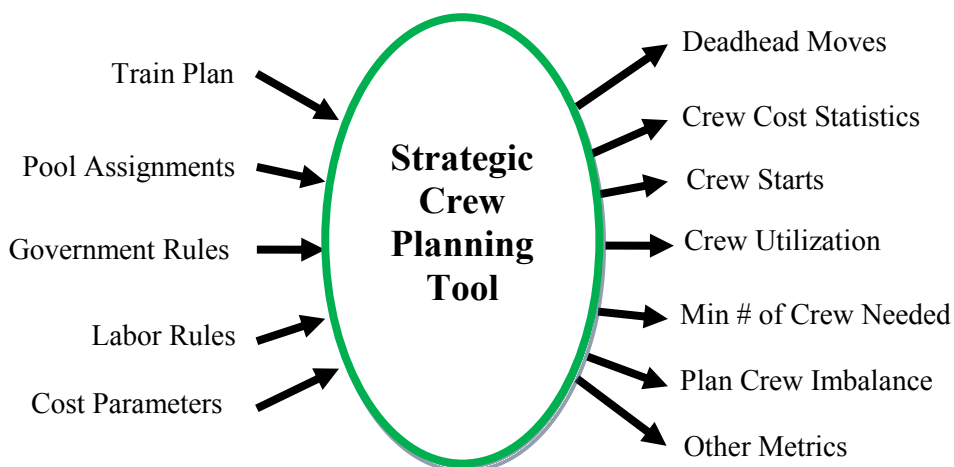 Train Plan
Pool Assignments
Government Rules
Labor Rules
Cost Parameters
Strategic
Crew
Planning
Tool
Deadhead Moves
Crew Cost Statistics
Crew Starts
Crew Utilization
Min # of Crew Needed
Plan Crew Imbalance
Other Metrics